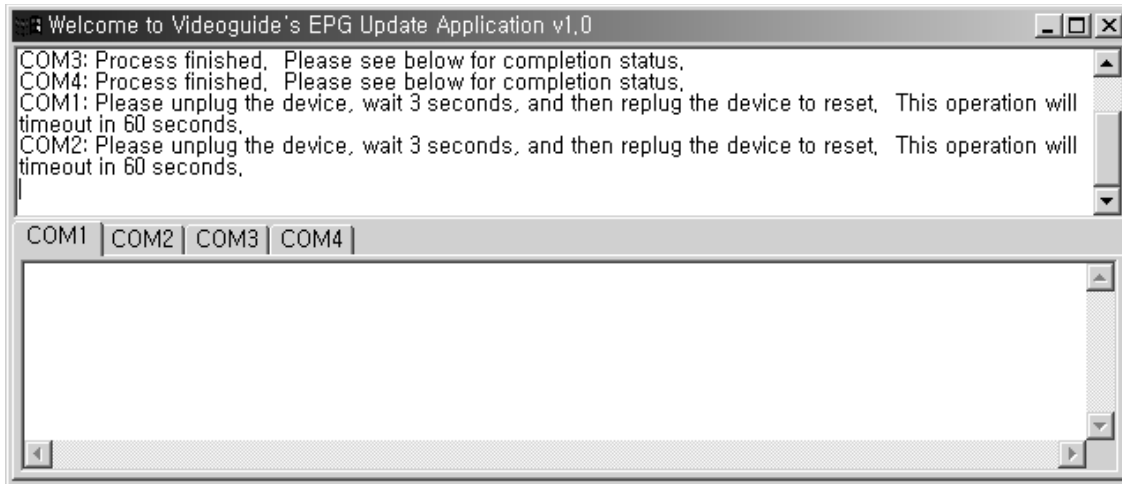 Welcome to Videoguide's EPG Update Application v1.0
COM3: Process finished. Please see below for completion status.
COM4: Process finished. Please see below for completion status.
COM1: Please unplug the device, wait 3 seconds, and then replug the device to reset. This operation will
timeout in 60 seconds.
COM2: Please unplug the device, wait 3 seconds, and then replug the device to reset. This operation will
timeout in 60 seconds.
COM1 COM2 COM3 COM4